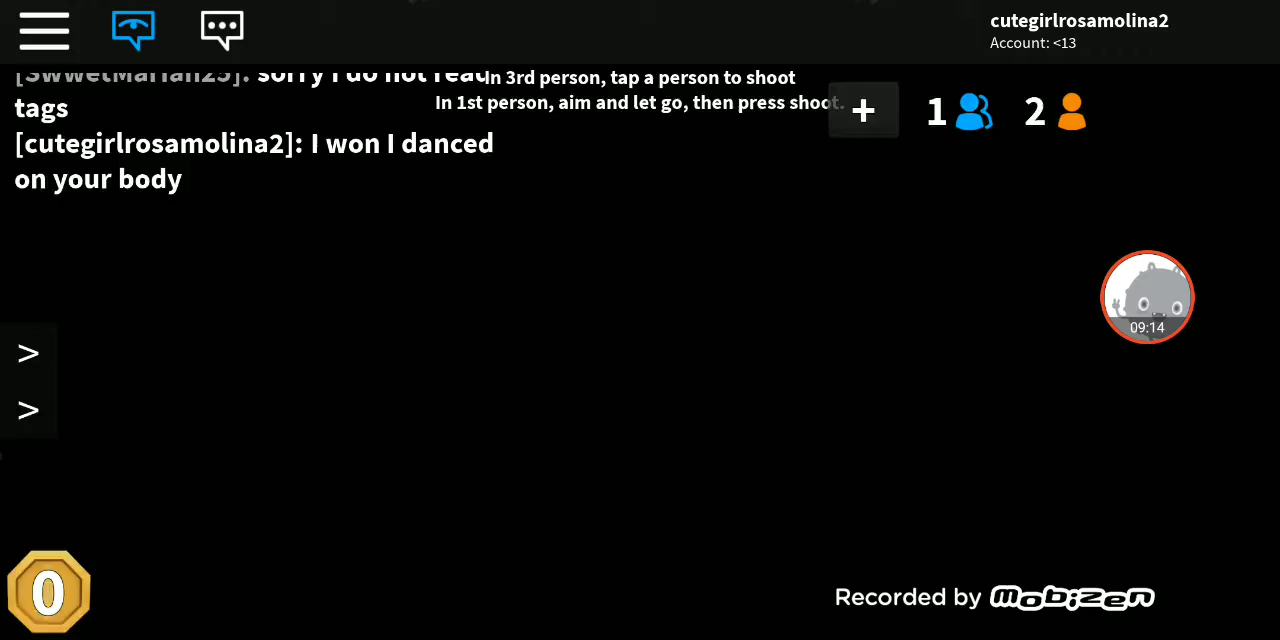 cutegirlrosamolina2
Account: <13
[SwwetMarian25]: sorry I do not read
tags
[cutegirlrosamolina2]: I won I danced
on your body
In 3rd person, tap a person to shoot
In 1st person, aim and let go, then press shoot.
+
1
2
09:14
>
>
0
Recorded by mobizen